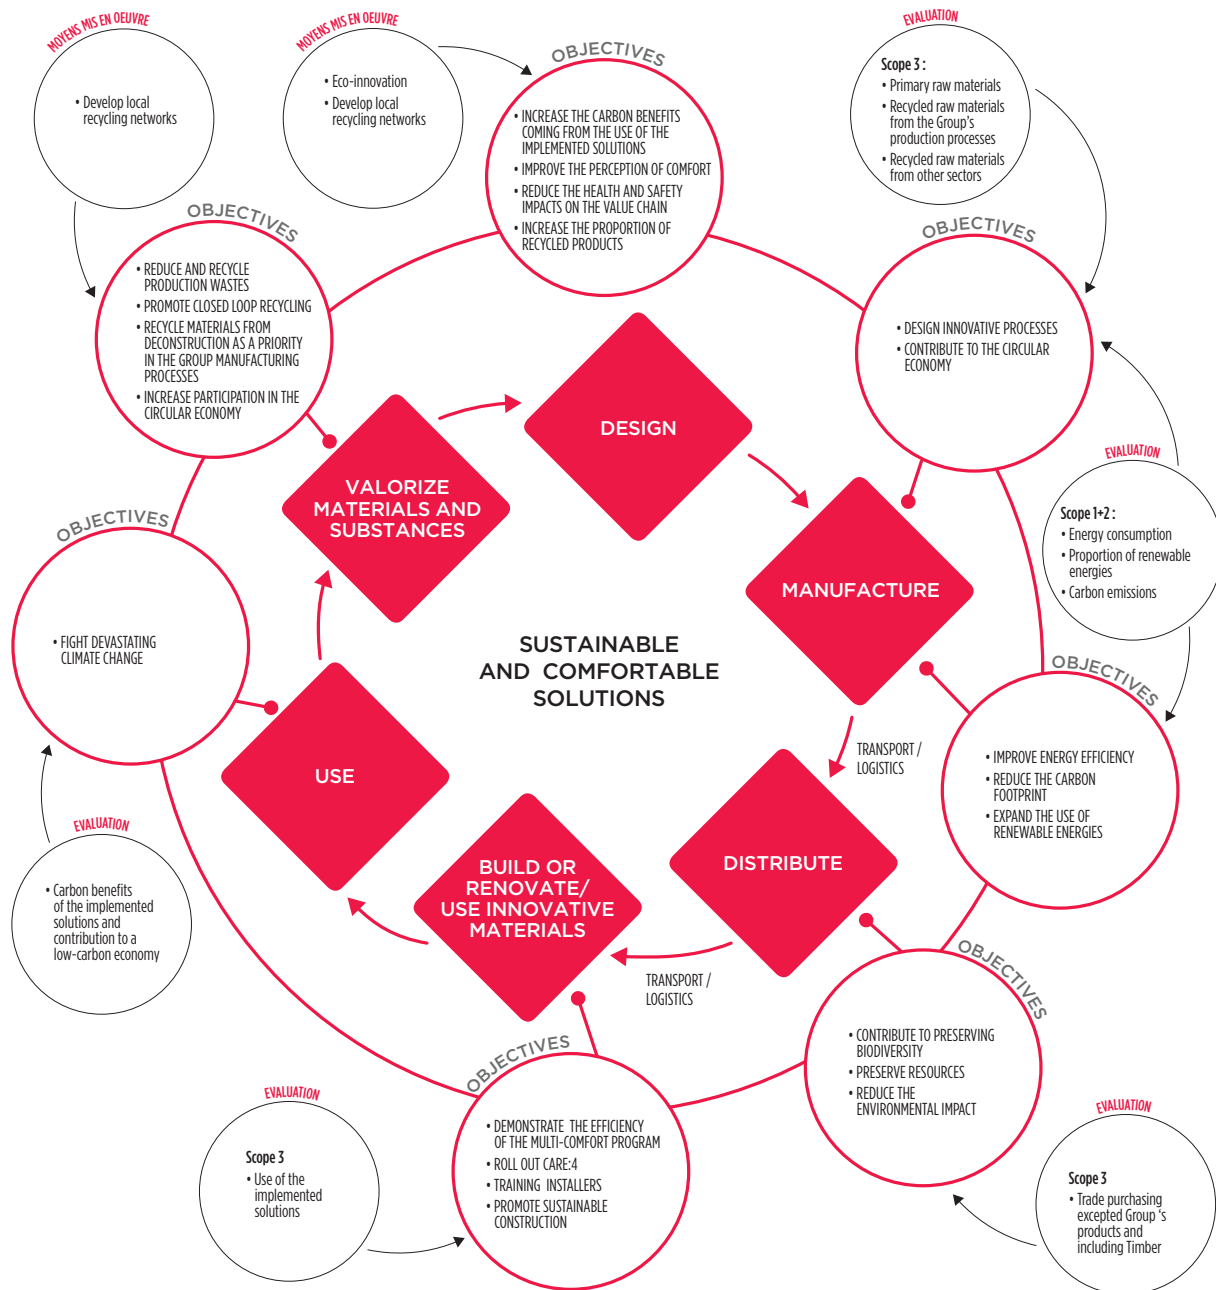 MOYENS MIS EN OEUVRE
• Develop local
recycling networks
MOYENS MIS EN OEUVRE
• Eco-innovation
• Develop local
recycling networks
OBJECTIVES
• INCREASE THE CARBON BENEFITS
COMING FROM THE USE OF THE
IMPLEMENTED SOLUTIONS
• IMPROVE THE PERCEPTION OF COMFORT
• REDUCE THE HEALTH AND SAFETY
IMPACTS ON THE VALUE CHAIN
• INCREASE THE PROPORTION OF
RECYCLED PRODUCTS
EVALUATION
Scope 3 :
• Primary raw materials
• Recycled raw materials
from the Group's
production processes
• Recycled raw materials
from other sectors
OBJECTIVES
• REDUCE AND RECYCLE
PRODUCTION WASTES
• PROMOTE CLOSED LOOP RECYCLING
• RECYCLE MATERIALS FROM
DECONSTRUCTION AS A PRIORITY
IN THE GROUP MANUFACTURING
PROCESSES
• INCREASE PARTICIPATION IN THE
CIRCULAR ECONOMY
OBJECTIVES
• DESIGN INNOVATIVE PROCESSES
• CONTRIBUTE TO THE CIRCULAR
ECONOMY
DESIGN
VALORIZE
MATERIALS AND
SUBSTANCES
EVALUATION
Scope 1+2 :
• Energy consumption
• Proportion of renewable
energies
• Carbon emissions
OBJECTIVES
• FIGHT DEVASTATING
CLIMATE CHANGE
MANUFACTURE
SUSTAINABLE
AND COMFORTABLE
SOLUTIONS
OBJECTIVES
• IMPROVE ENERGY EFFICIENCY
• REDUCE THE CARBON
FOOTPRINT
• EXPAND THE USE OF
RENEWABLE ENERGIES
TRANSPORT /
LOGISTICS
USE
EVALUATION
• Carbon benefits
of the implemented
solutions and
contribution to a
low-carbon economy
BUILD OR
RENOVATE/
USE INNOVATIVE
MATERIALS
DISTRIBUTE
TRANSPORT /
LOGISTICS
OBJECTIVES
• CONTRIBUTE TO PRESERVING
BIODIVERSITY
• PRESERVE RESOURCES
• REDUCE THE
ENVIRONMENTAL IMPACT
OBJECTIVES
• DEMONSTRATE THE EFFICIENCY
OF THE MULTI-COMFORT PROGRAM
• ROLL OUT CARE:4
• TRAINING INSTALLERS
• PROMOTE SUSTAINABLE
CONSTRUCTION
EVALUATION
Scope 3
• Use of the
implemented
solutions
EVALUATION
Scope 3
• Trade purchasing
excepted Group ‘s
products and
including Timber